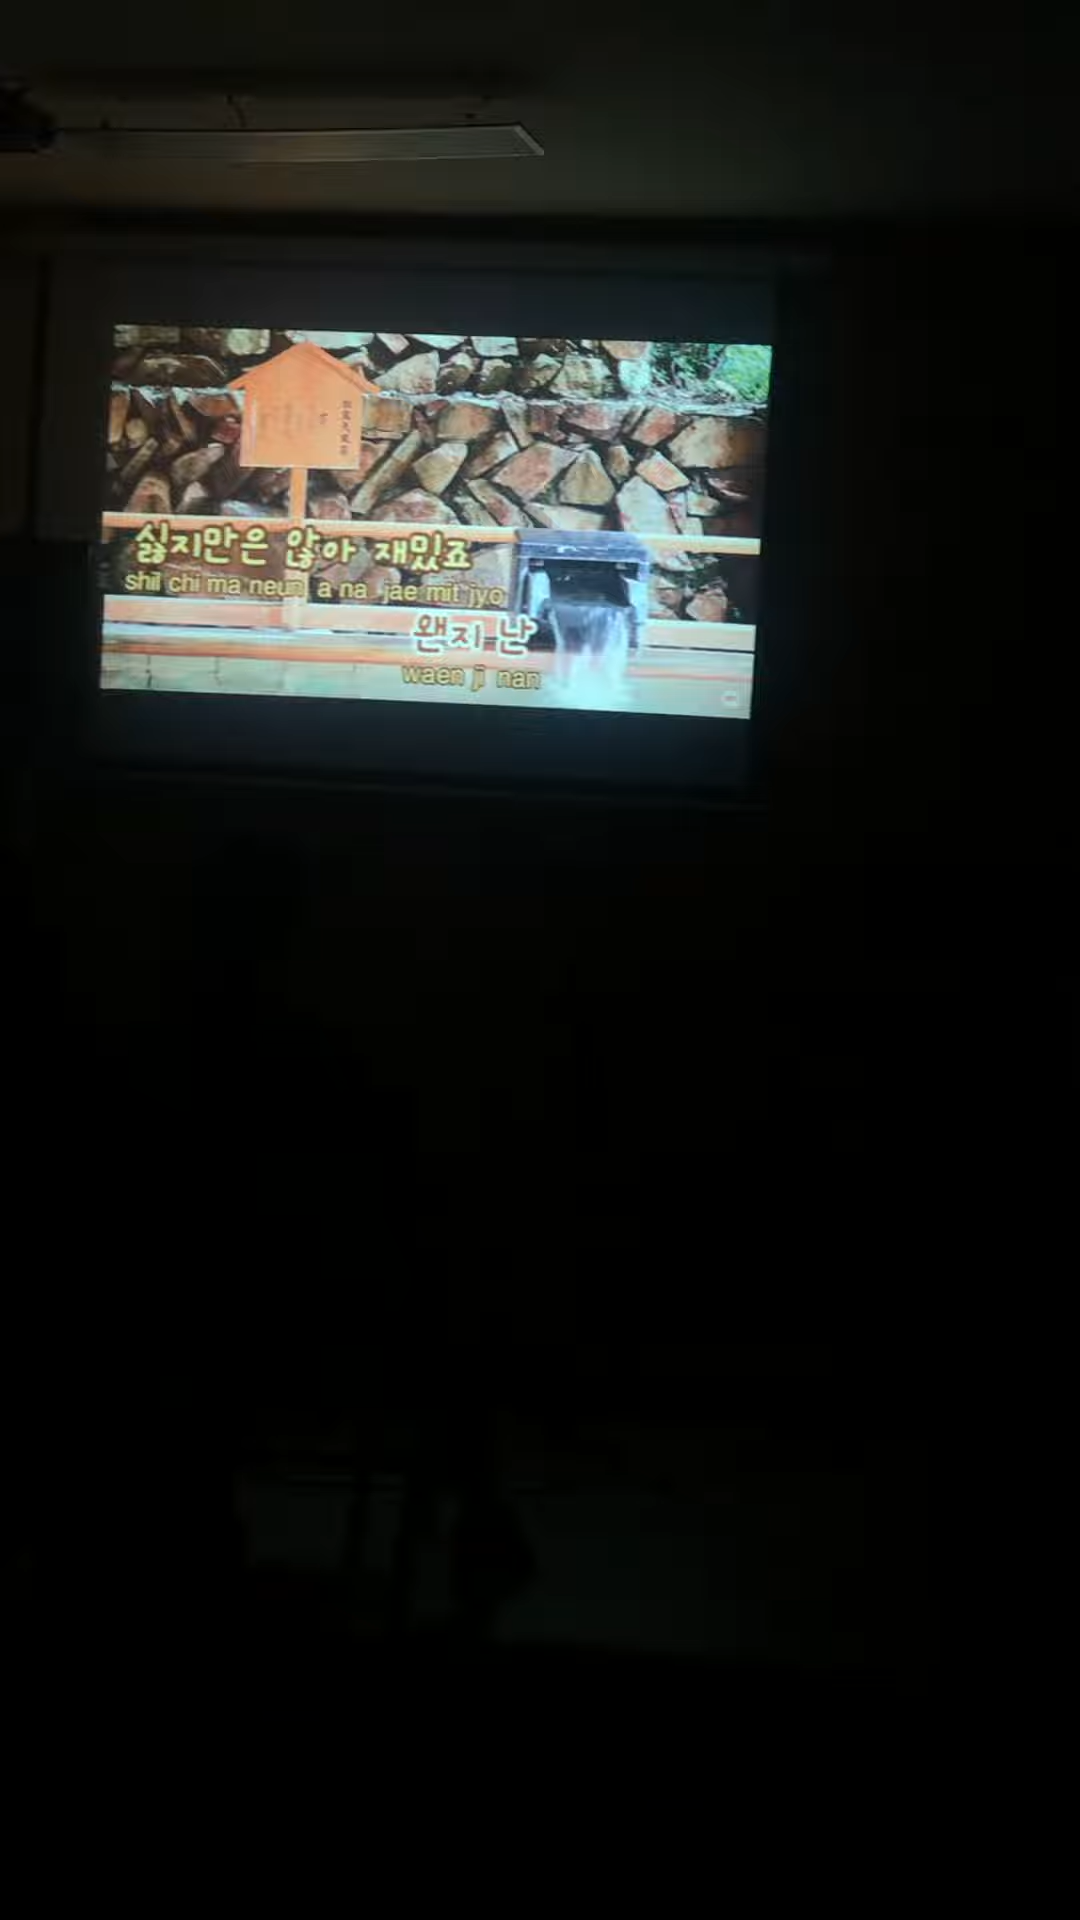 싫지만은 않아 재밌죠
shil chi ma neun a na jae mit jyo
왠지 난
waen ji nan